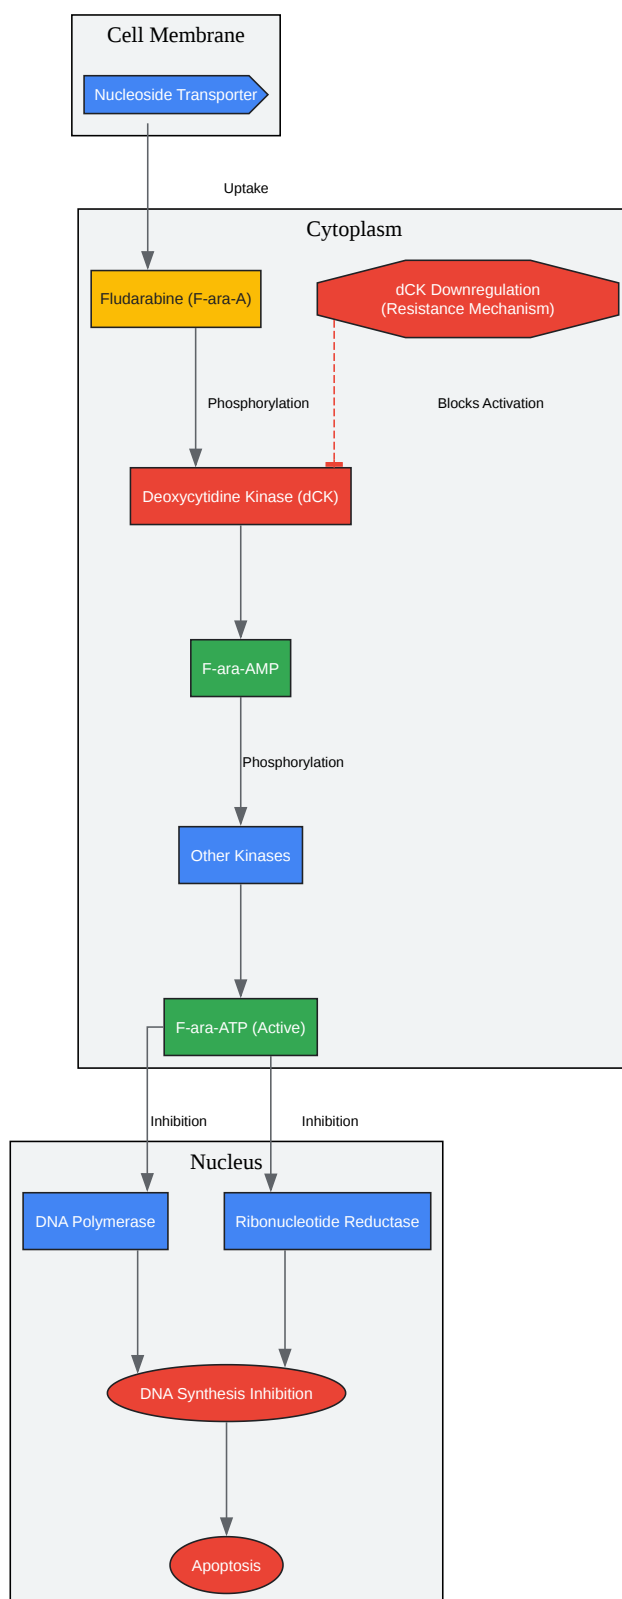 Cell Membrane
Nucleoside Transporter
Uptake
Cytoplasm
Fludarabine (F-ara-A)
dCK Downregulation
(Resistance Mechanism)
Phosphorylation
Blocks Activation
Deoxycytidine Kinase (dCK)
F-ara-AMP
Phosphorylation
Other Kinases
F-ara-ATP (Active)
Inhibition
Inhibition
Nucleus
DNA Polymerase
Ribonucleotide Reductase
DNA Synthesis Inhibition
Apoptosis